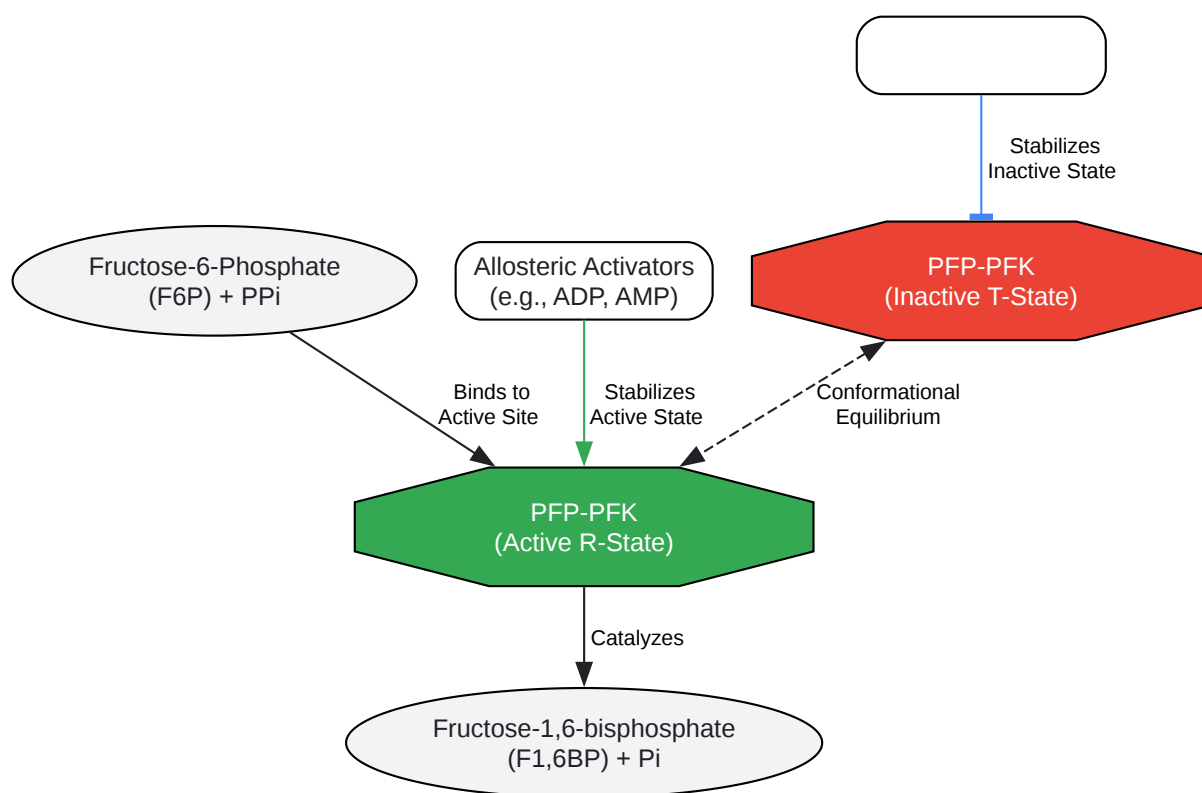 Stabilizes
Inactive State
Fructose-6-Phosphate
(F6P) + PPi
Allosteric Activators
(e.g., ADP, AMP)
PFP-PFK
(Inactive T-State)
Binds to
Active Site
Stabilizes
Active State
Conformational
Equilibrium
PFP-PFK
(Active R-State)
Catalyzes
Fructose-1,6-bisphosphate
(F1,6BP) + Pi